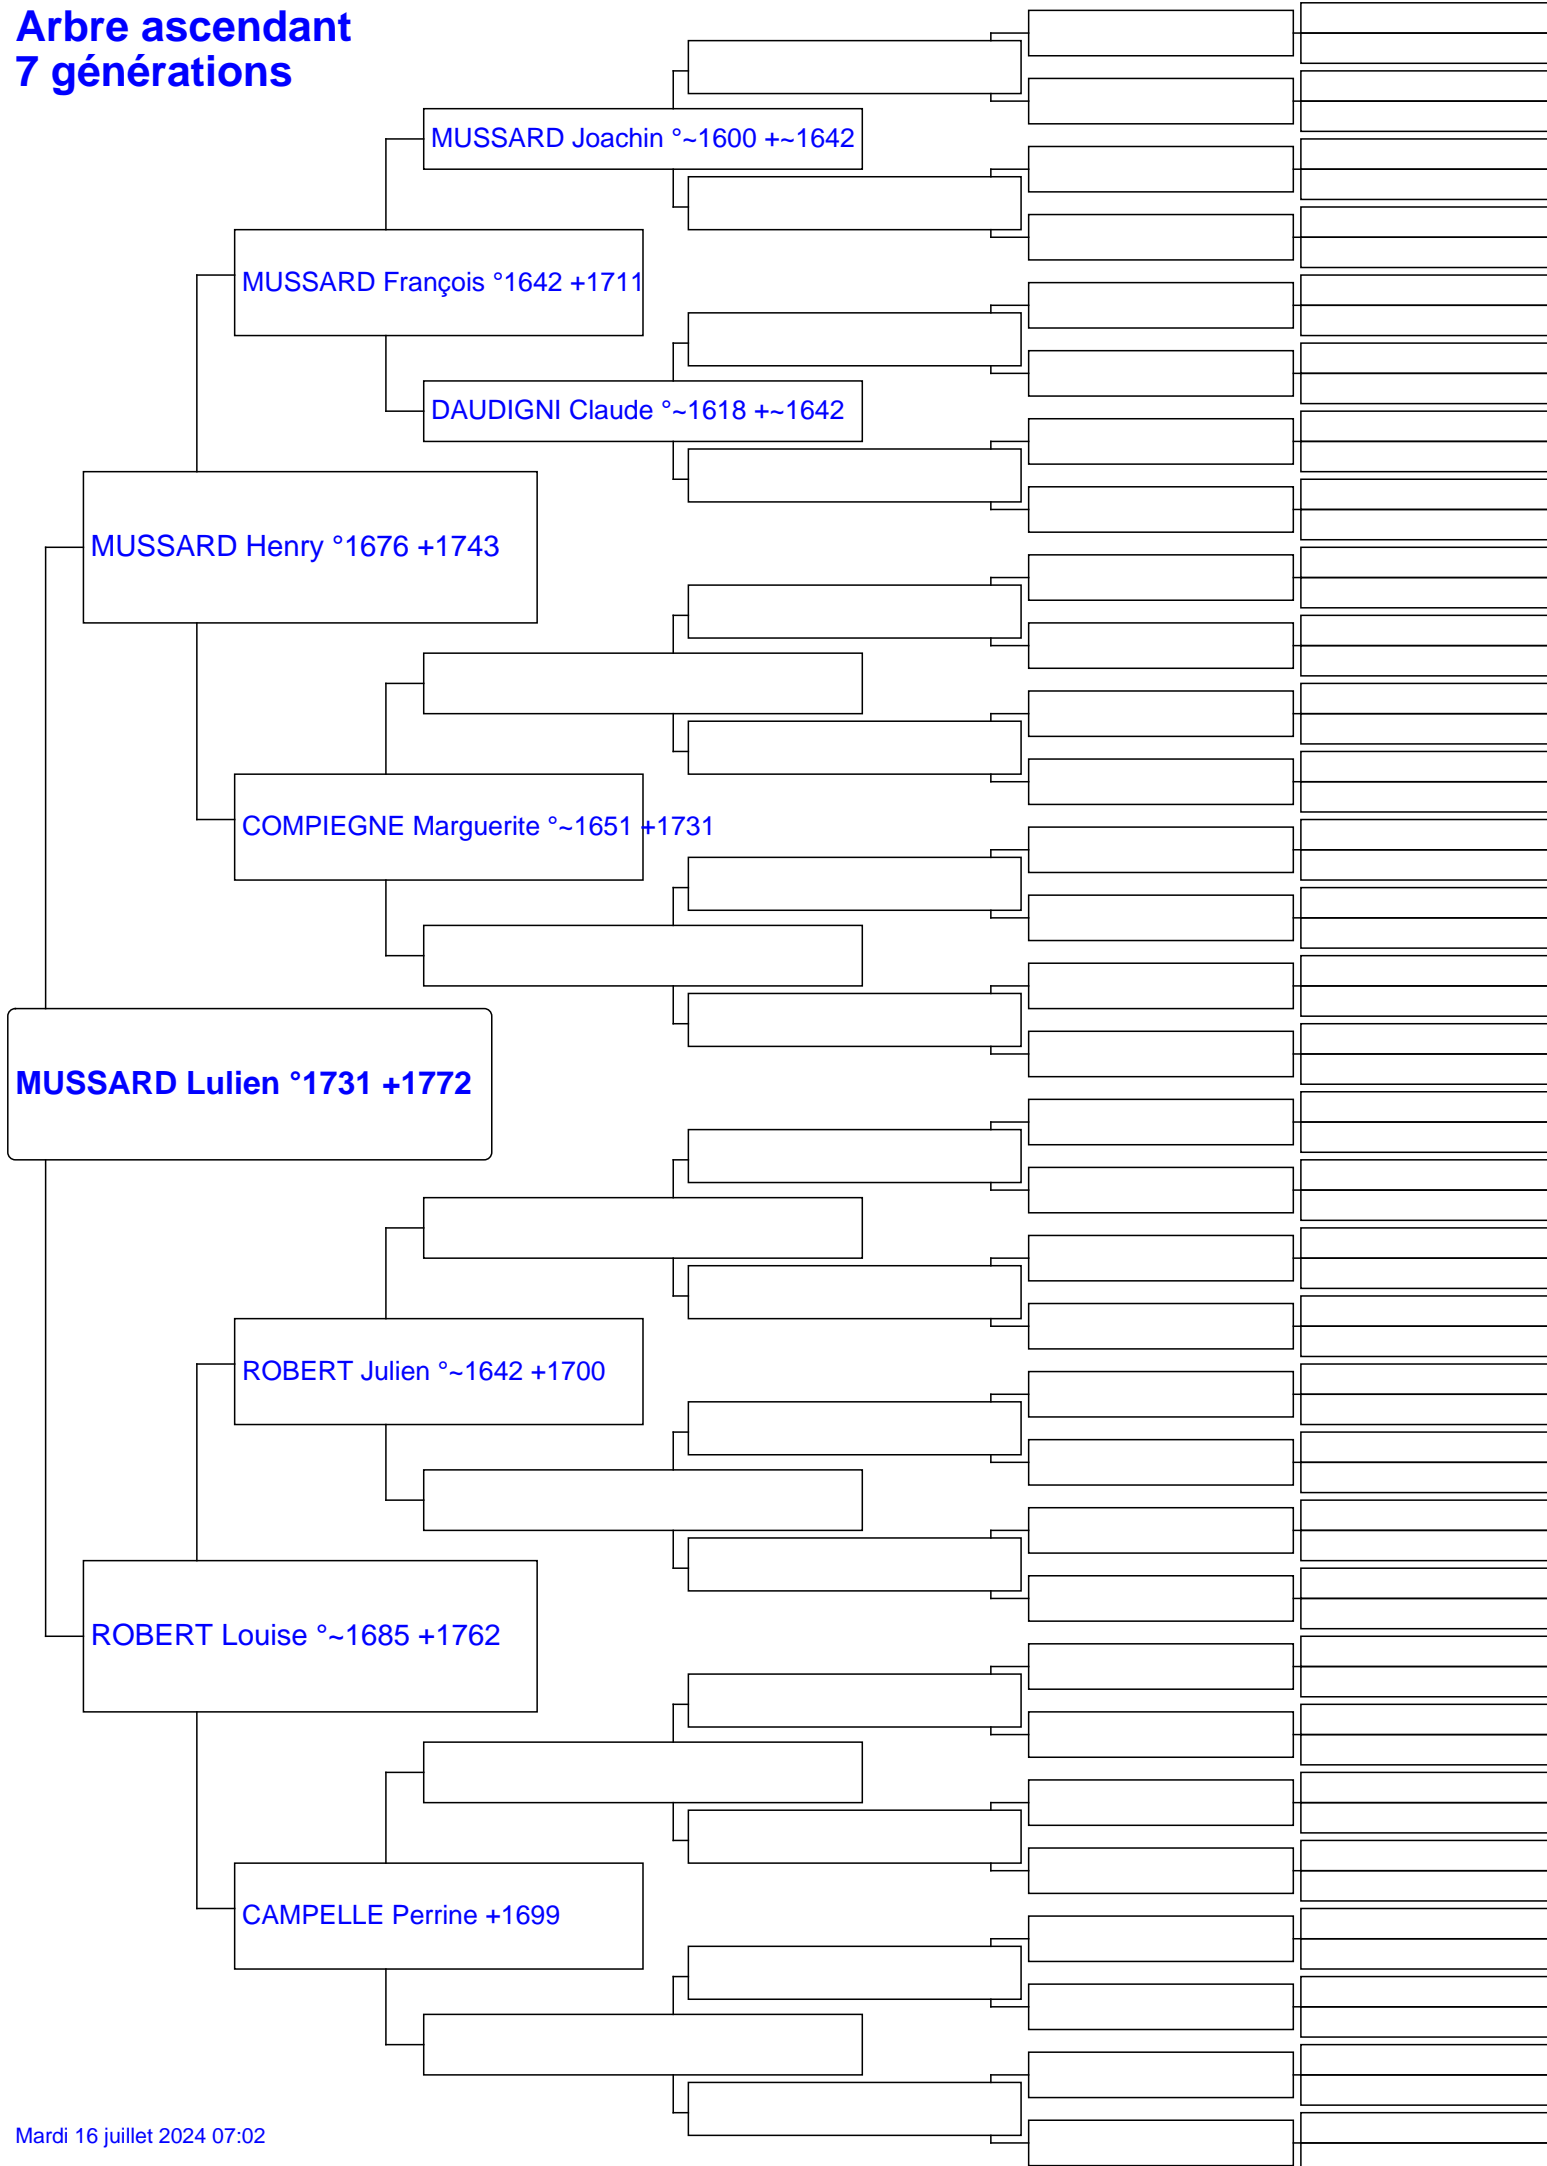 Arbre ascendant
7 générations
MUSSARD Joachin °~1600 +~1642
MUSSARD François °1642 +1711
DAUDIGNI Claude °~1618 +~1642
MUSSARD Henry °1676 +1743
COMPIEGNE Marguerite °~1651 +1731
MUSSARD Lulien °1731 +1772
ROBERT Julien °~1642 +1700
ROBERT Louise °~1685 +1762
CAMPELLE Perrine +1699
Mardi 16 juillet 2024 07:02